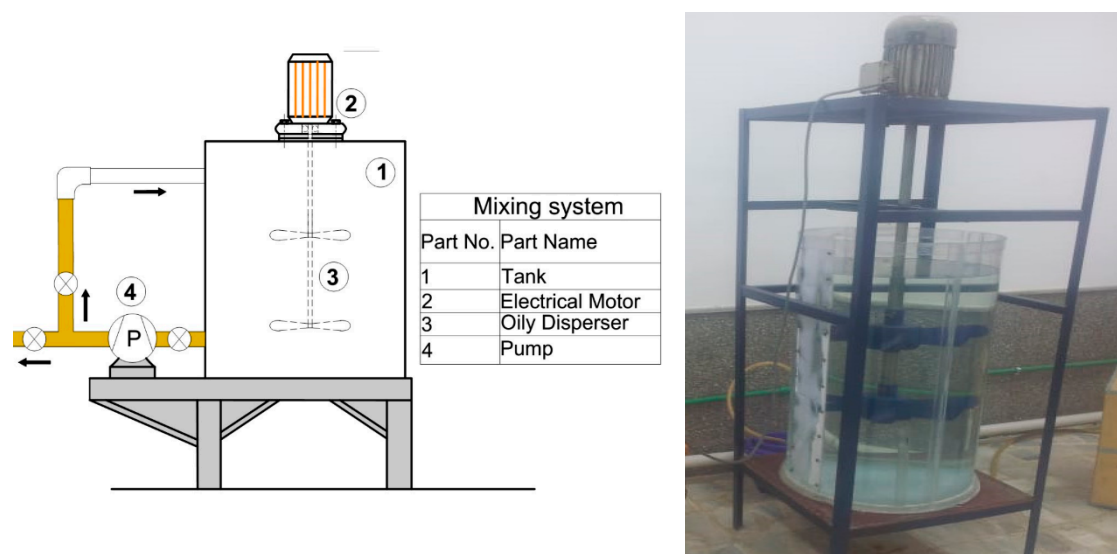 2
1
3
4
P
Mixing system
Part No. Part Name
1 Tank
2 Electrical Motor
3 Oily Disperser
4 Pump